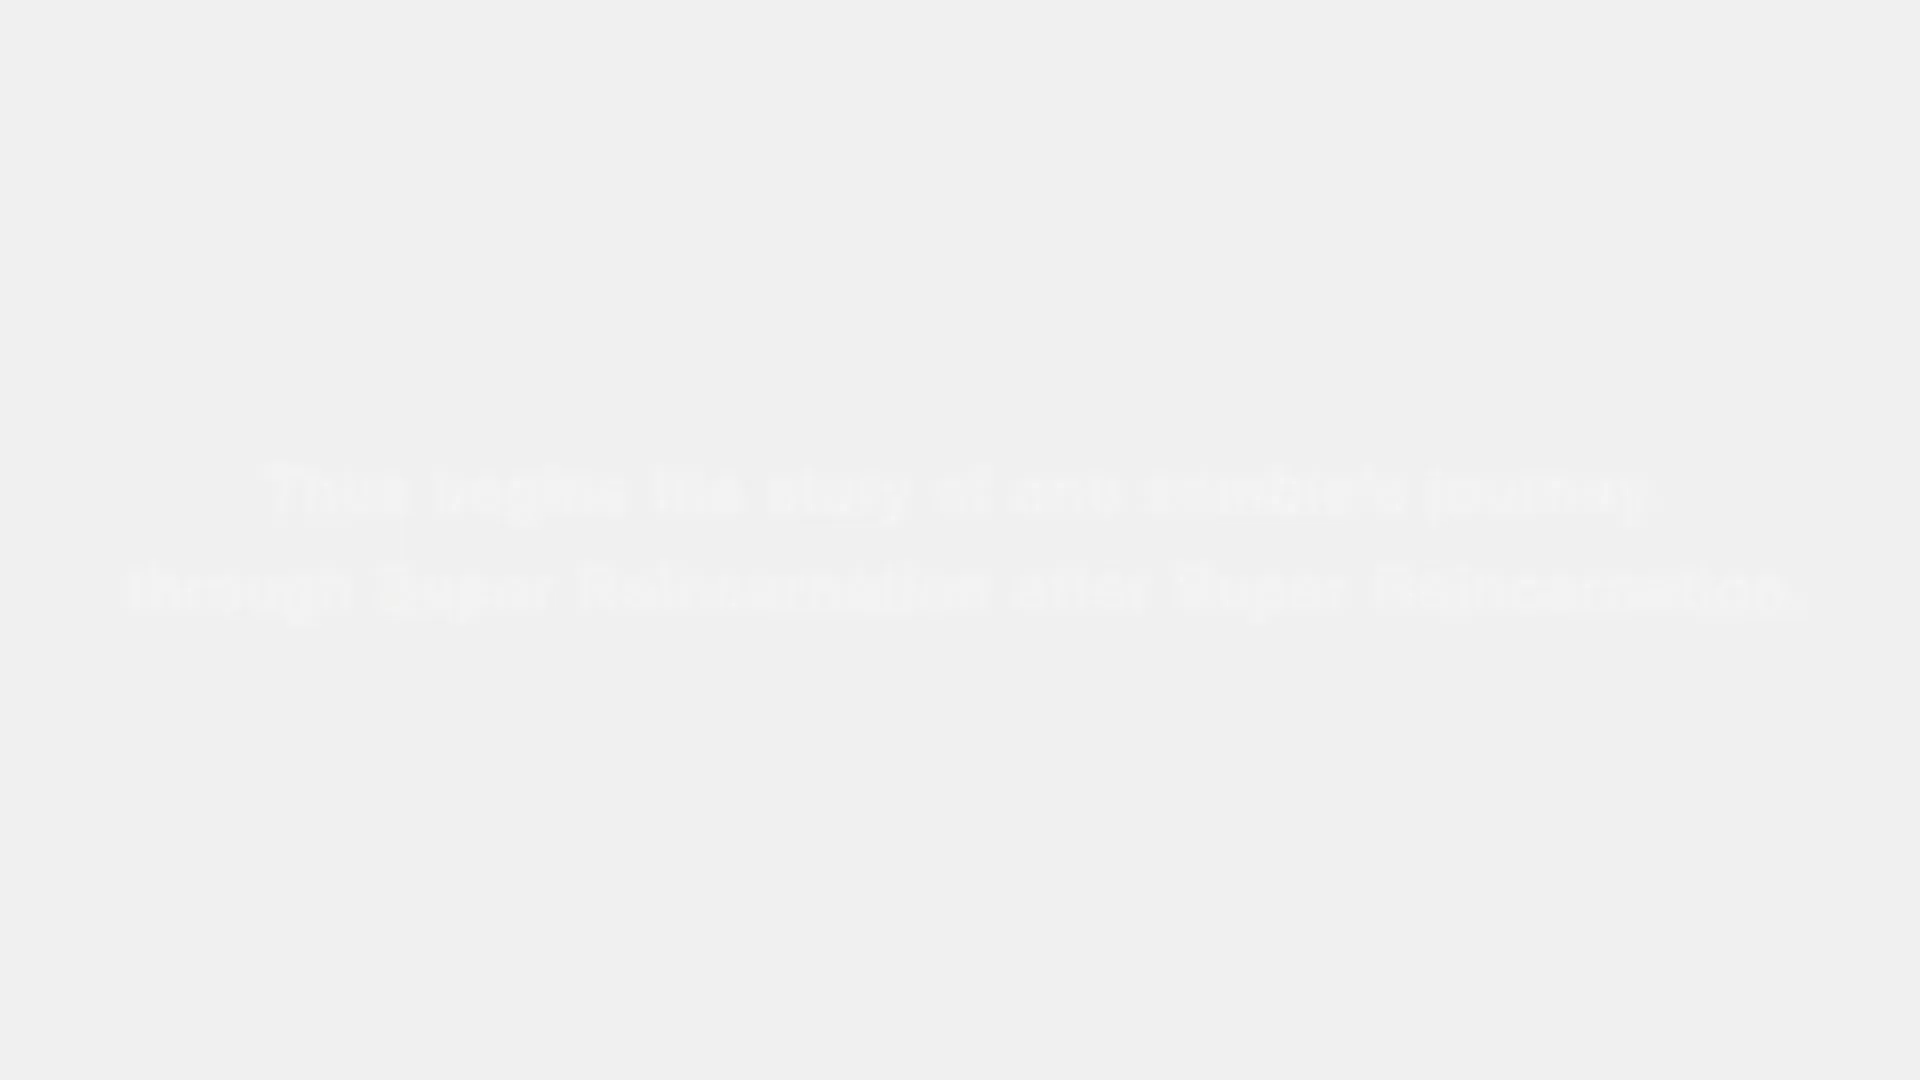 Thus begins the story of one zombie's journey
through Super Reincarnation after Super Reincarnation.